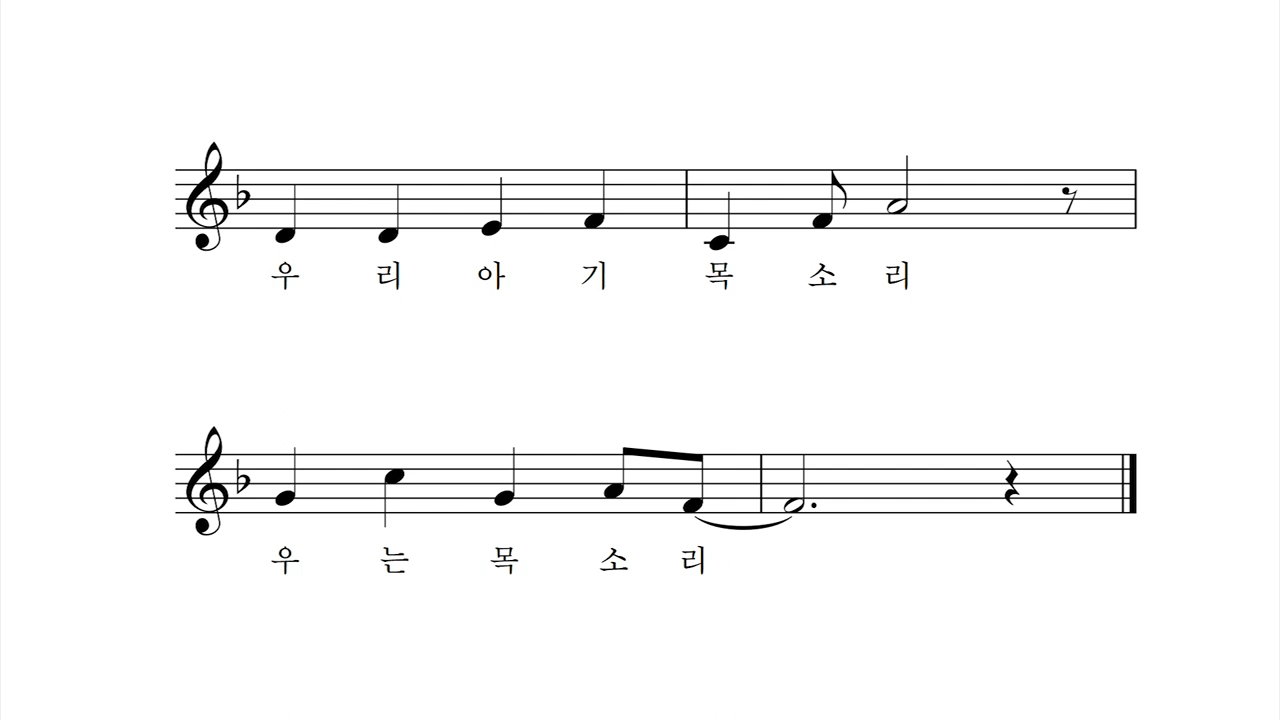 우 리 아 기 목 소 리
우 는 목 소 리